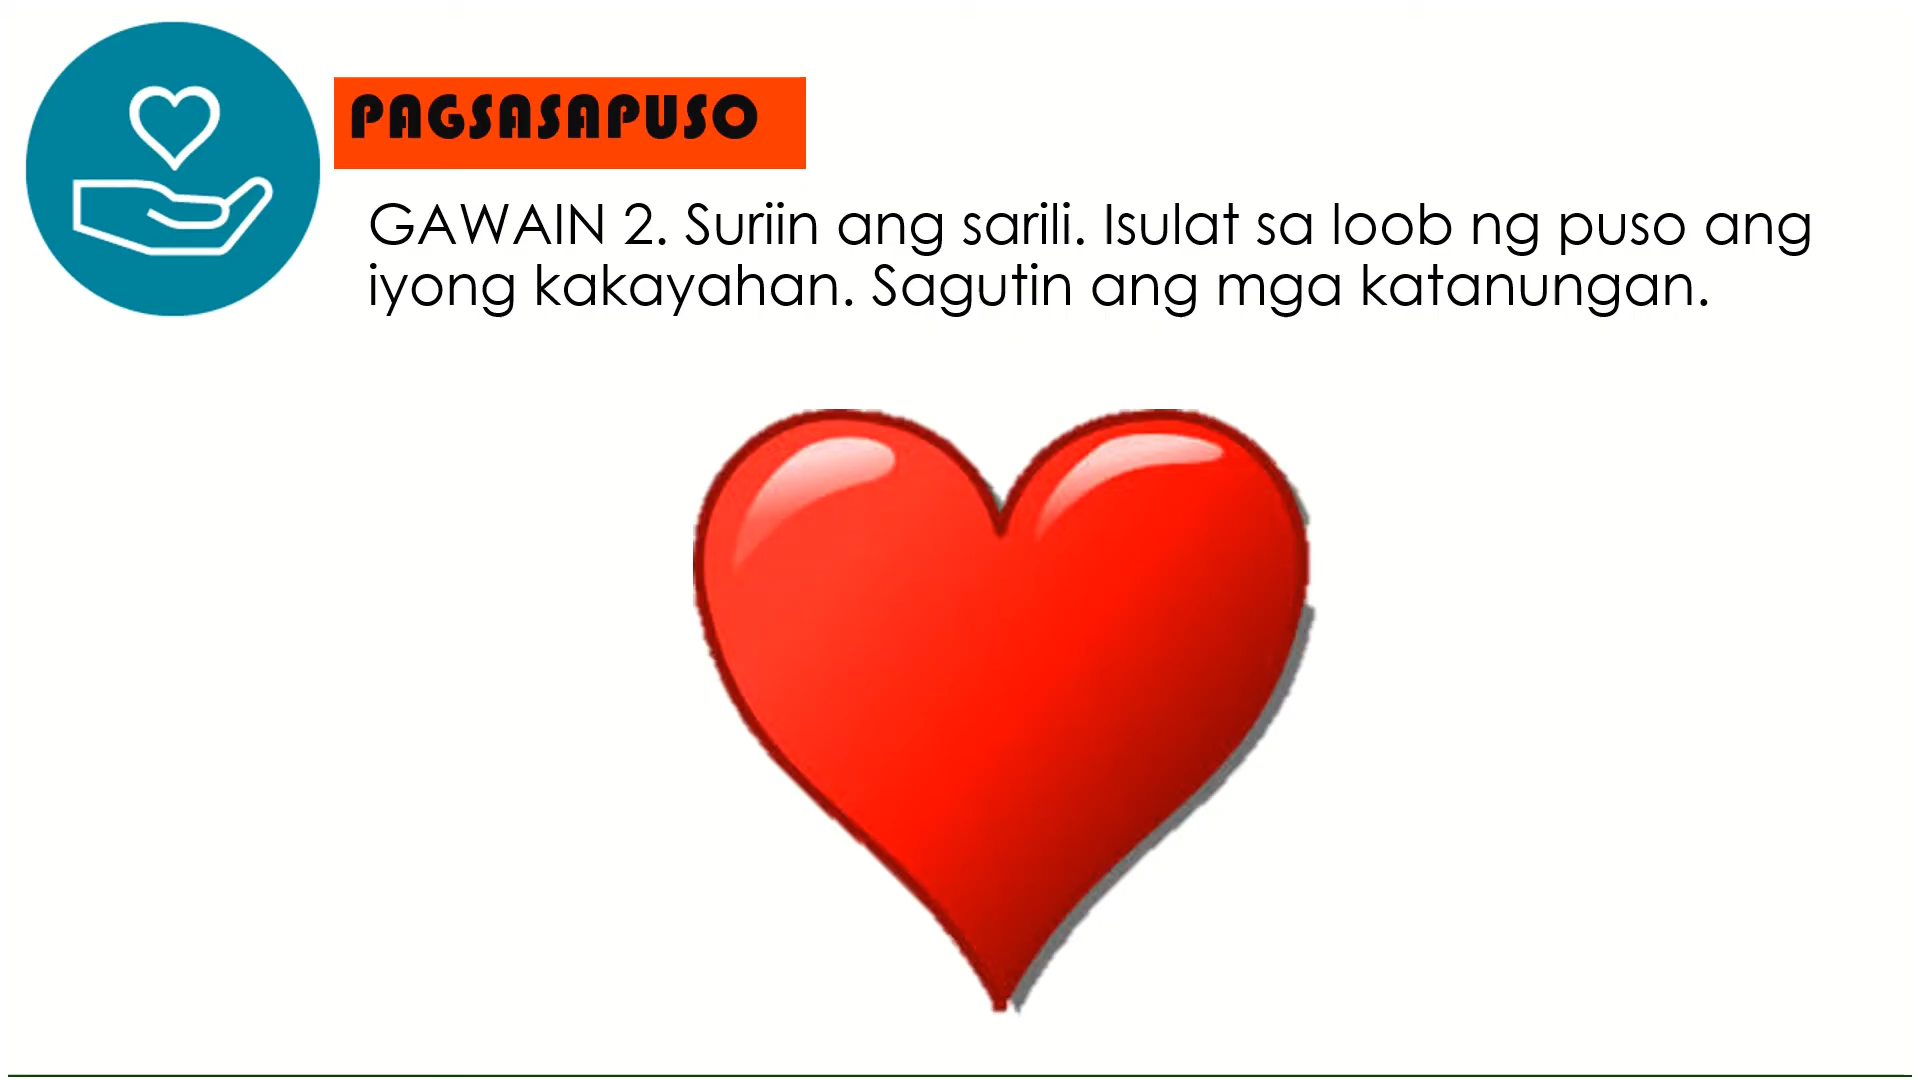 PAGSASAPUSO
GAWAIN 2. Suriin ang sarili. Isulat sa loob ng puso ang
iyong kakayahan. Sagutin ang mga katanungan.